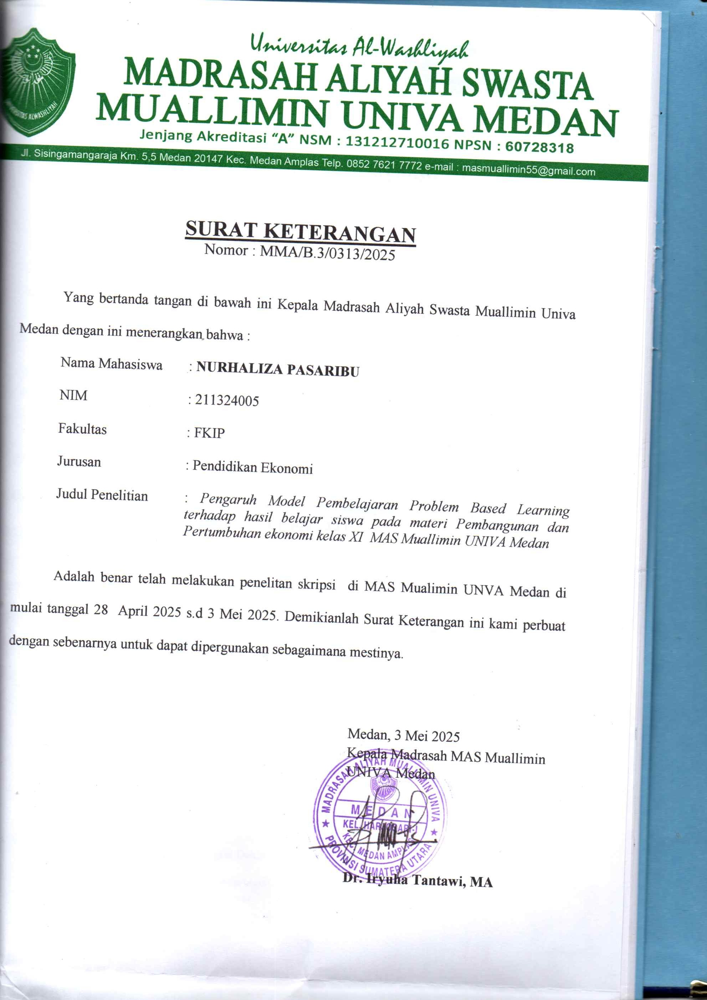 Universitas Al-Washliyah
MADRASAH ALIYAH SWASTA
MUALLIMIN UNIVA MEDAN
Jenjang Akreditasi “A” NSM : 131212710016 NPSN : 60728318
Jl. Sisingamangaraja Km. 5,5 Medan 20147 Kec. Medan Amplas Telp. 0852 7621 7772 e-mail : masmuallimin55@gmail.com
ALWASHLIYAH
SURAT KETERANGAN
Nomor : MMA/B.3/0313/2025
Yang bertanda tangan di bawah ini Kepala Madrasah Aliyah Swasta Muallimin Univa
Medan dengan ini menerangkan bahwa :
Nama Mahasiswa : NURHALIZA PASARIBU
NIM : 211324005
Fakultas : FKIP
Jurusan : Pendidikan Ekonomi
Judul Penelitian : Pengaruh Model Pembelajaran Problem Based Learning
terhadap hasil belajar siswa pada materi Pembangunan dan
Pertumbuhan ekonomi kelas XI MAS Muallimin UNIVA Medan
Adalah benar telah melakukan penelitan skripsi di MAS Mualimin UNVA Medan di
mulai tanggal 28 April 2025 s.d 3 Mei 2025. Demikianlah Surat Keterangan ini kami perbuat
dengan sebenarnya untuk dapat dipergunakan sebagaimana mestinya.
Medan, 3 Mei 2025
Kepala Madrasah MAS Muallimin
UNIVA Medan
MADRASAH ALIYAH MUALLIMIN UNIVA
MEDAN
KEL.
KEC. MEDAN AMPLAS
PROVINSI SUMATERA UTARA
Dr. Iryuha Tantawi, MA